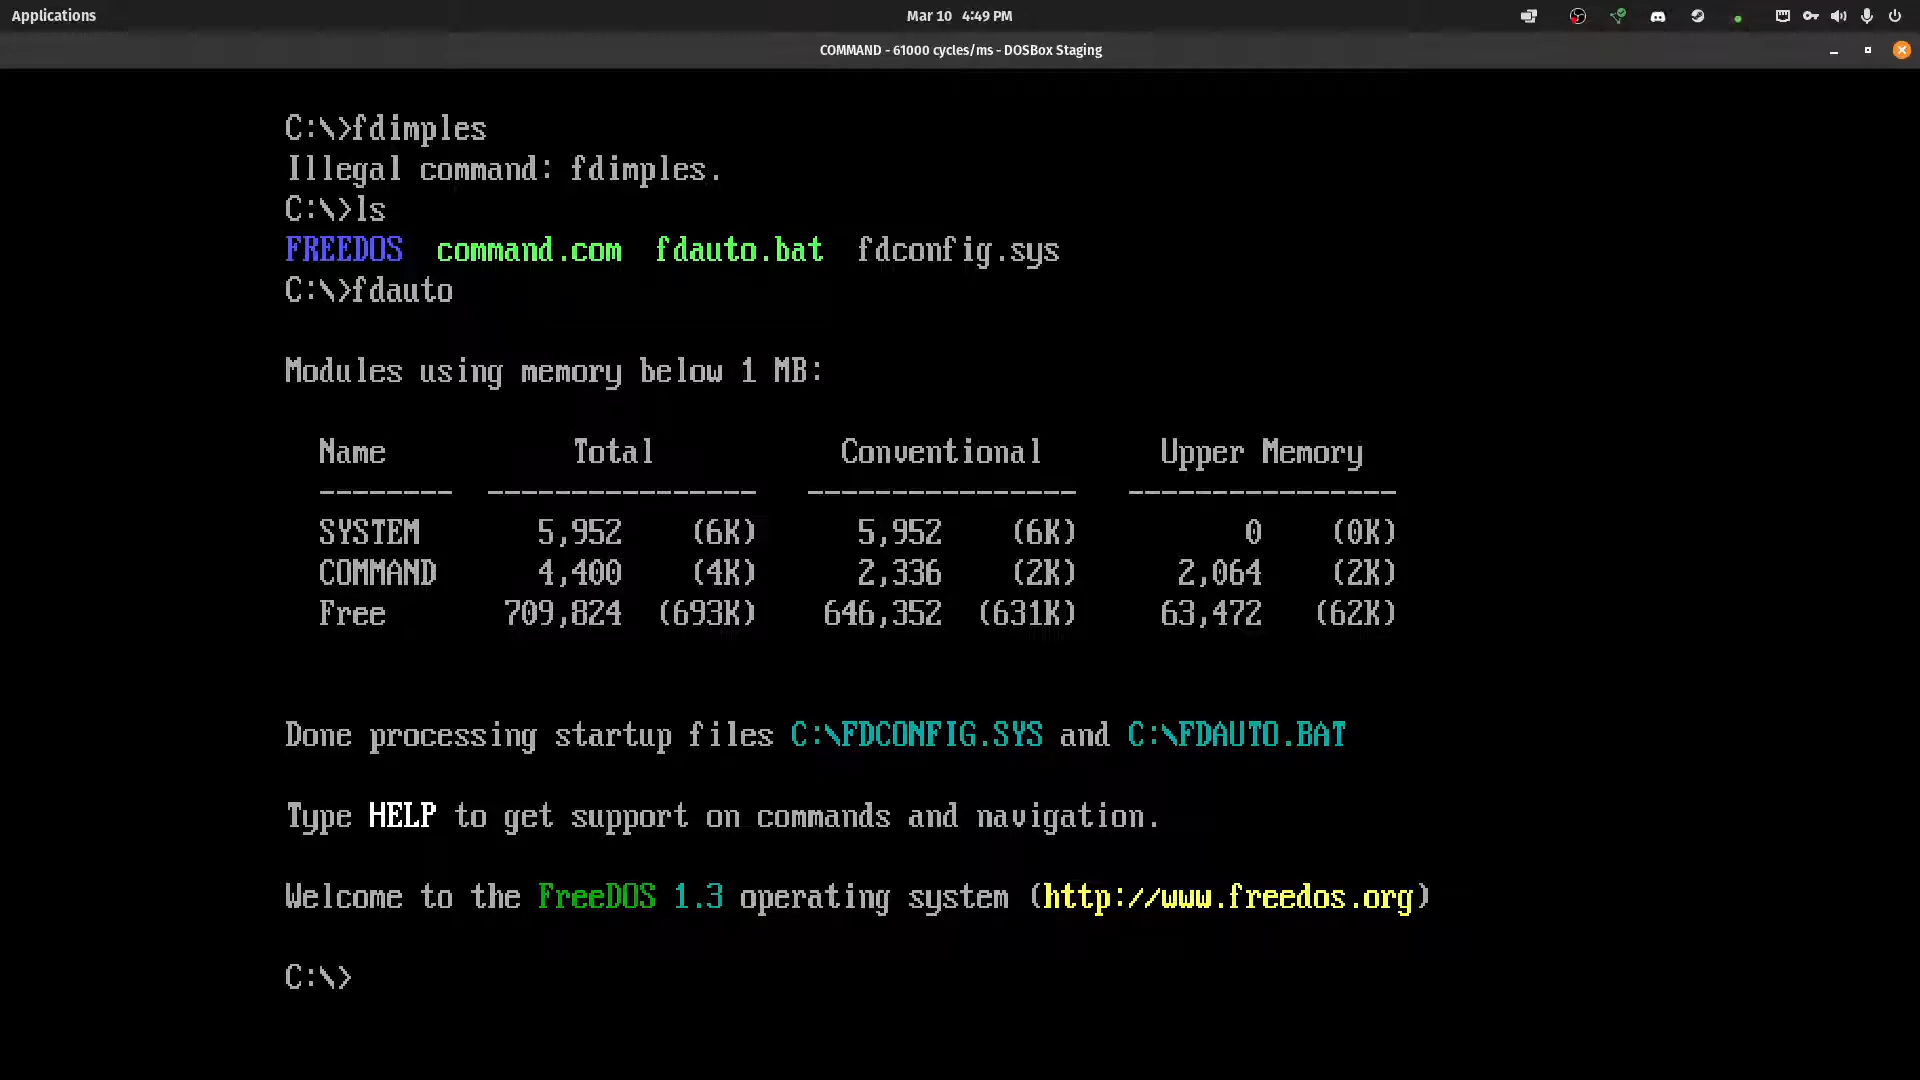 Applications
Mar 10 4:49 PM
COMMAND - 61000 cycles/ms - DOSBox Staging
C:\>fdimples
Illegal command: fdimples.
C:\>ls
FREEDOS command.com fdauto.bat fdconfig.sys
C:\>fdauto
Modules using memory below 1 MB:
Name Total Conventional Upper Memory
-------- ---------------- ---------------- ----------------
SYSTEM 5,952 (6K) 5,952 (6K) 0 (0K)
COMMAND 4,400 (4K) 2,336 (2K) 2,064 (2K)
Free 709,824 (693K) 646,352 (631K) 63,472 (62K)
Done processing startup files C:\FDCONFIG.SYS and C:\FDAUTO.BAT
Type HELP to get support on commands and navigation.
Welcome to the FreeDOS 1.3 operating system (http://www.freedos.org)
C:\>